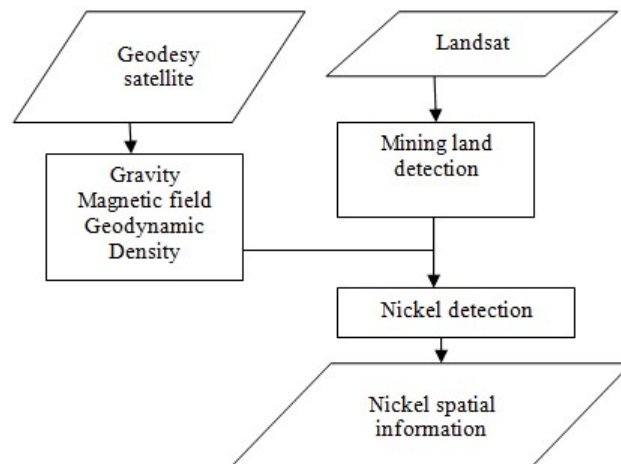 Geodesy
satellite
Landsat
Gravity
Magnetic field
Geodynamic
Density
Mining land
detection
Nickel detection
Nickel spatial
information